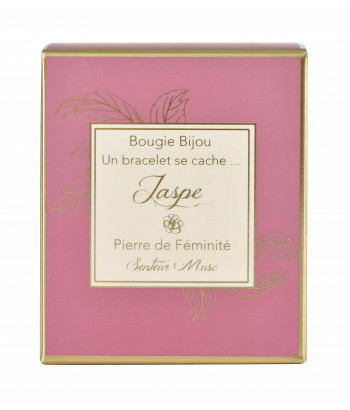 Bougie Bijou
Un bracelet se cache ...
Jaspe
Pierre de Féminité
Senteur Musc